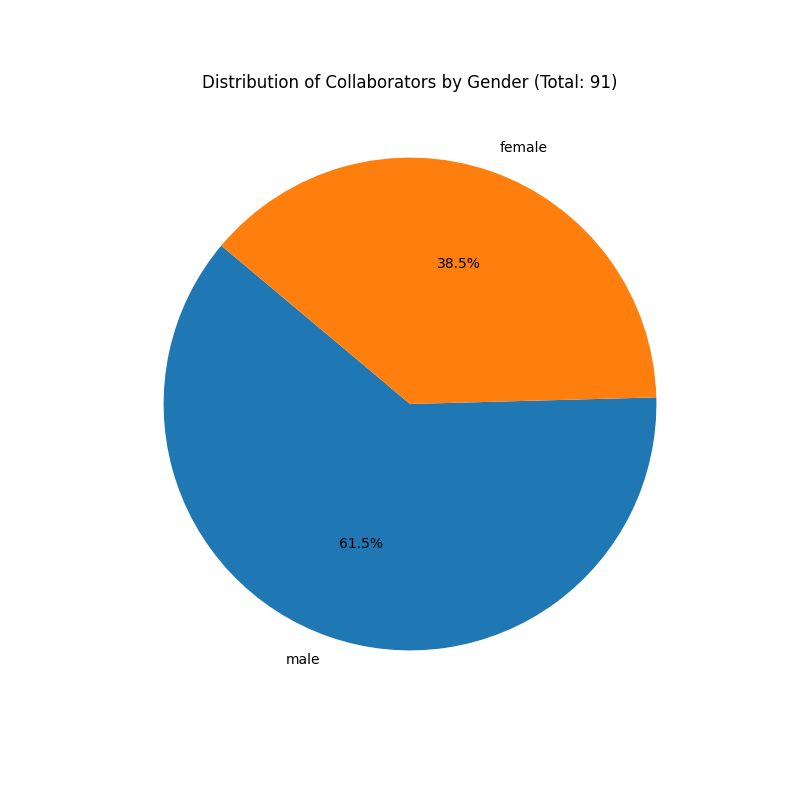 Distribution of Collaborators by Gender (Total: 91)
female
38.5%
61.5%
male